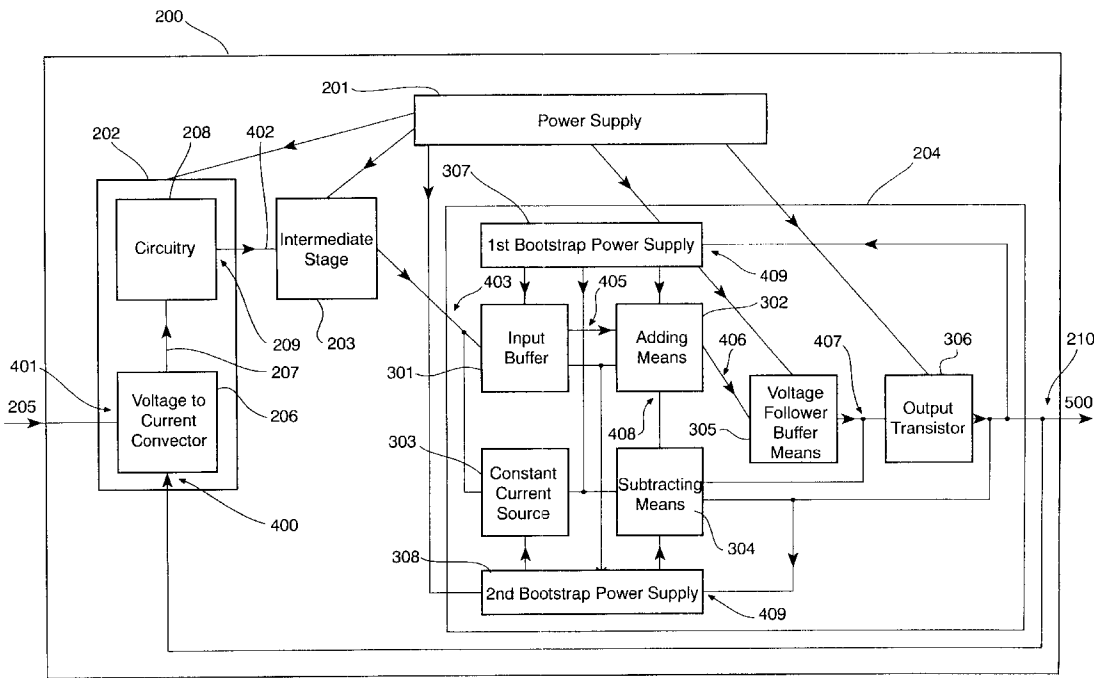 200
201
Power Supply
202
208
402
307
204
Circuitry
Intermediate
Stage
1st Bootstrap Power Supply
409
403
405
302
209
203
Input
Buffer
Adding
Means
207
301
406
407
306
210
401
205
206
Voltage to
Current
Convector
303
408
305
Voltage
Follower
Buffer
Means
Output
Transistor
500
Constant
Current
Source
Subtracting
Means
400
304
308
2nd Bootstrap Power Supply
409